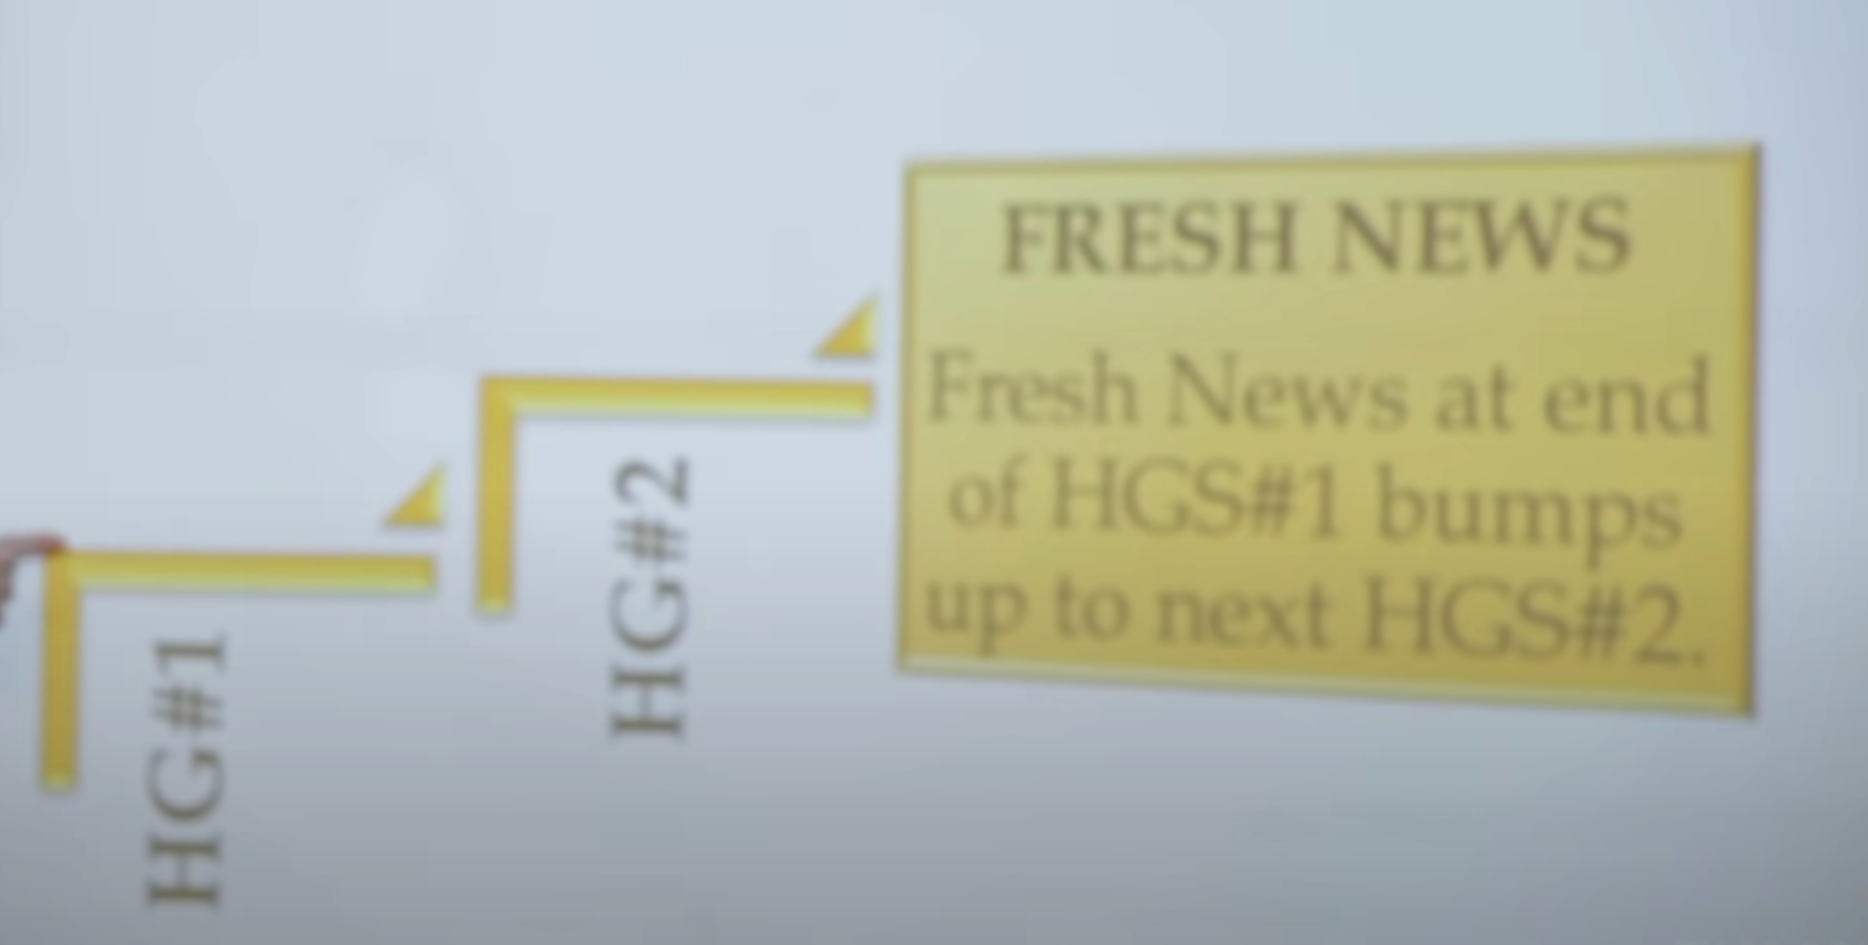 FRESH NEWS
Fresh News at end
of HGS#1 bumps
up to next HGS#2.
HG#2
HG#1